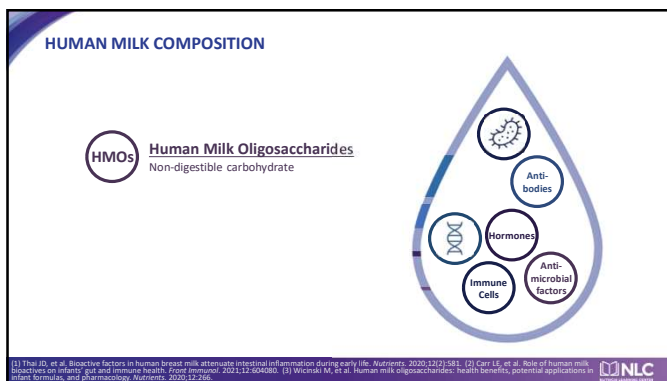 HUMAN MILK COMPOSITION
HMOs
Human Milk Oligosaccharides
Non-digestible carbohydrate
Anti-
bodies
Hormones
Immune
Cells
Anti-
microbial
factors
(1) Thai JD, et al. Bioactive factors in human breast milk attenuate intestinal inflammation during early life. Nutrients. 2020;12(2):581. (2) Carr LE, et al. Role of human milk
bioactives on infants' gut and immune health. Front Immunol. 2021;12:604080. (3) Wicinski M, et al. Human milk oligosaccharides: health benefits, potential applications in
infant formulas, and pharmacology. Nutrients. 2020;12:266.
NLC
NUTRICIA LEARNING CENTER